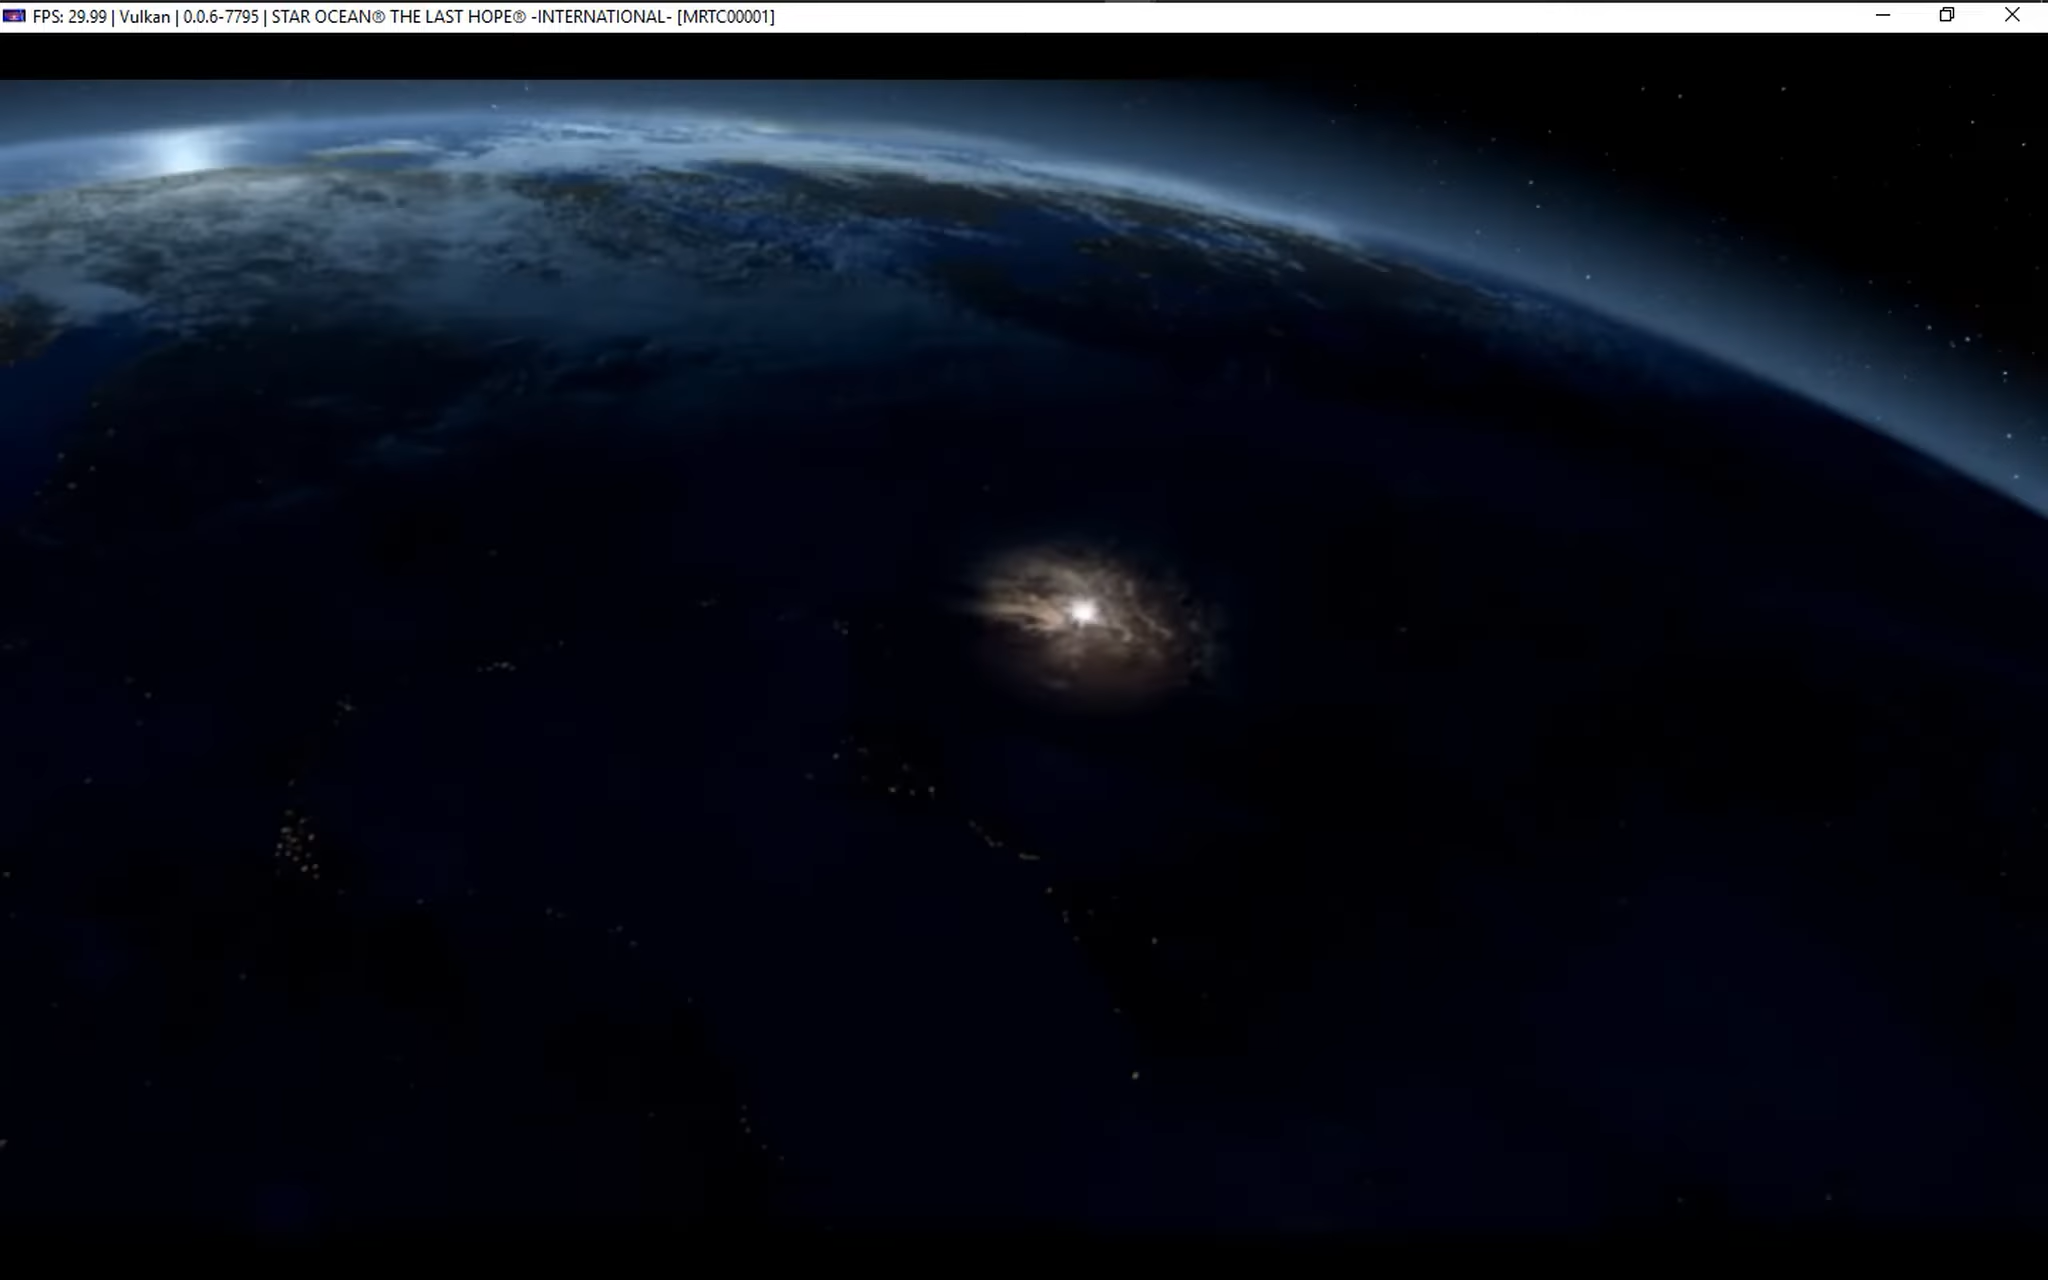 FPS: 29.99 | Vulkan | 0.0.6-7795 | STAR OCEAN® THE LAST HOPE® -INTERNATIONAL- [MRTC00001]